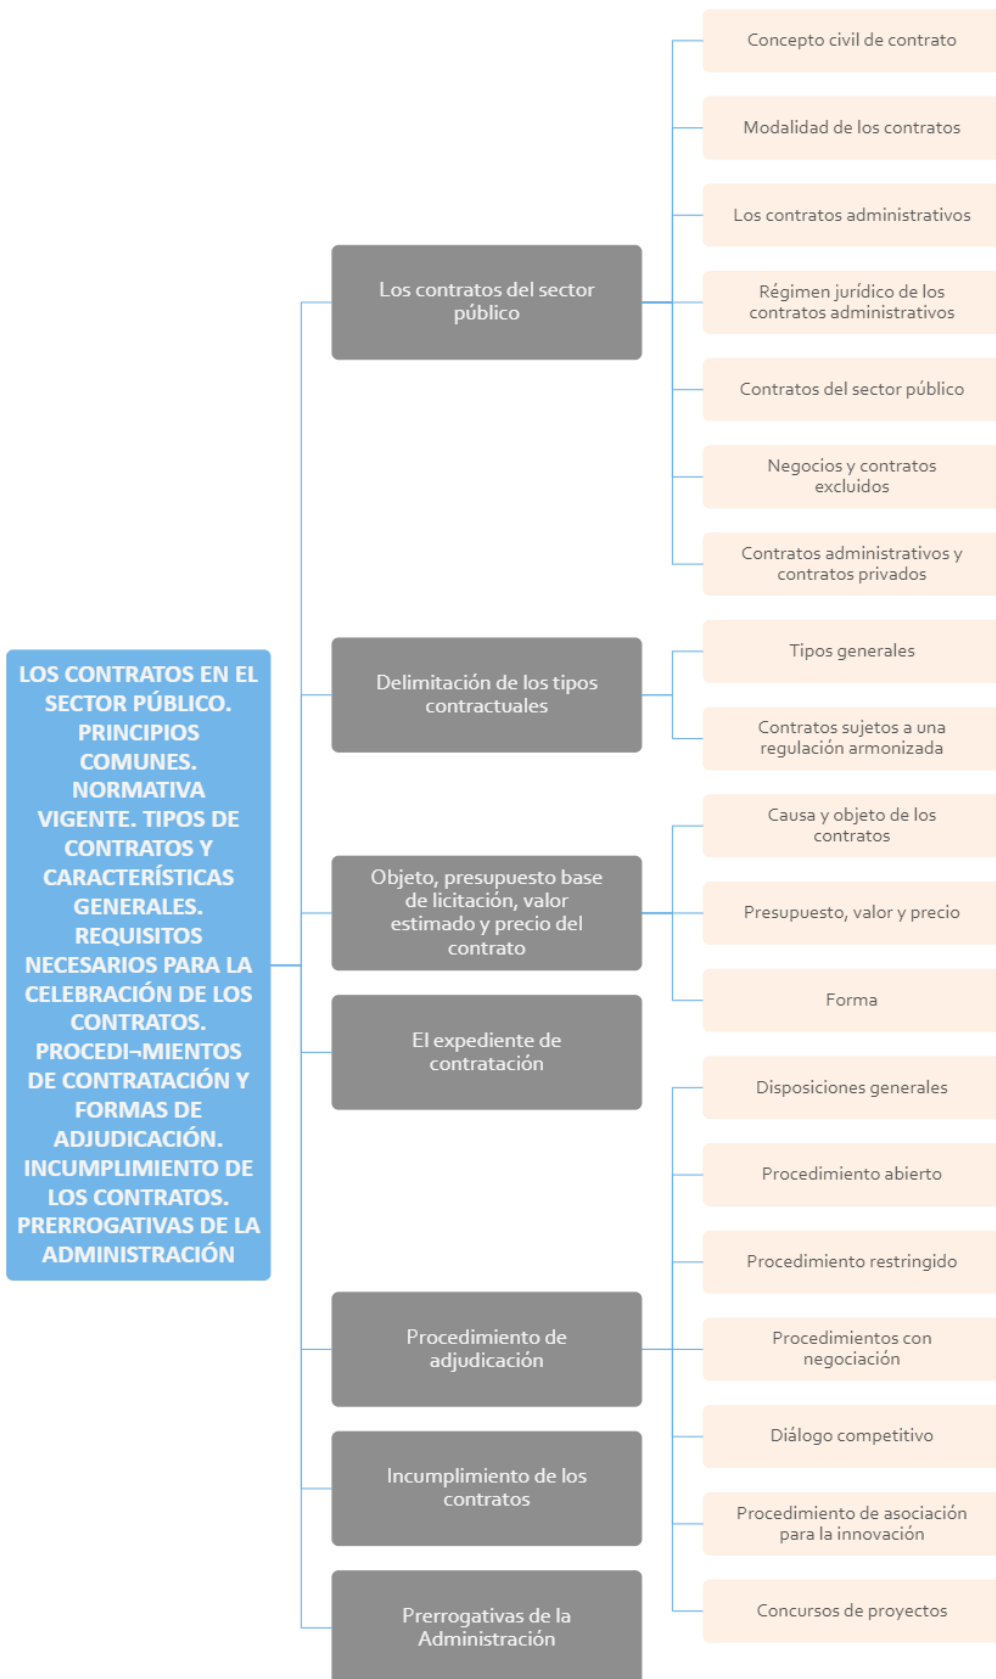 LOS CONTRATOS EN EL
SECTOR PÚBLICO.
PRINCIPIOS
COMUNES.
NORMATIVA
VIGENTE. TIPOS DE
CONTRATOS Y
CARACTERÍSTICAS
GENERALES.
REQUISITOS
NECESARIOS PARA LA
CELEBRACIÓN DE LOS
CONTRATOS.
PROCEDI¬MIENTOS
DE CONTRATACIÓN Y
FORMAS DE
ADJUDICACIÓN.
INCUMPLIMIENTO DE
LOS CONTRATOS.
PRERROGATIVAS DE LA
ADMINISTRACIÓN
Los contratos del sector
público
Concepto civil de contrato
Modalidad de los contratos
Los contratos administrativos
Régimen jurídico de los
contratos administrativos
Contratos del sector público
Negocios y contratos
excluidos
Contratos administrativos y
contratos privados
Delimitación de los tipos
contractuales
Tipos generales
Contratos sujetos a una
regulación armonizada
Objeto, presupuesto base
de licitación, valor
estimado y precio del
contrato
Causa y objeto de los
contratos
Presupuesto, valor y precio
Forma
El expediente de
contratación
Procedimiento de
adjudicación
Disposiciones generales
Procedimiento abierto
Procedimiento restringido
Procedimientos con
negociación
Diálogo competitivo
Procedimiento de asociación
para la innovación
Concursos de proyectos
Incumplimiento de los
contratos
Prerrogativas de la
Administración